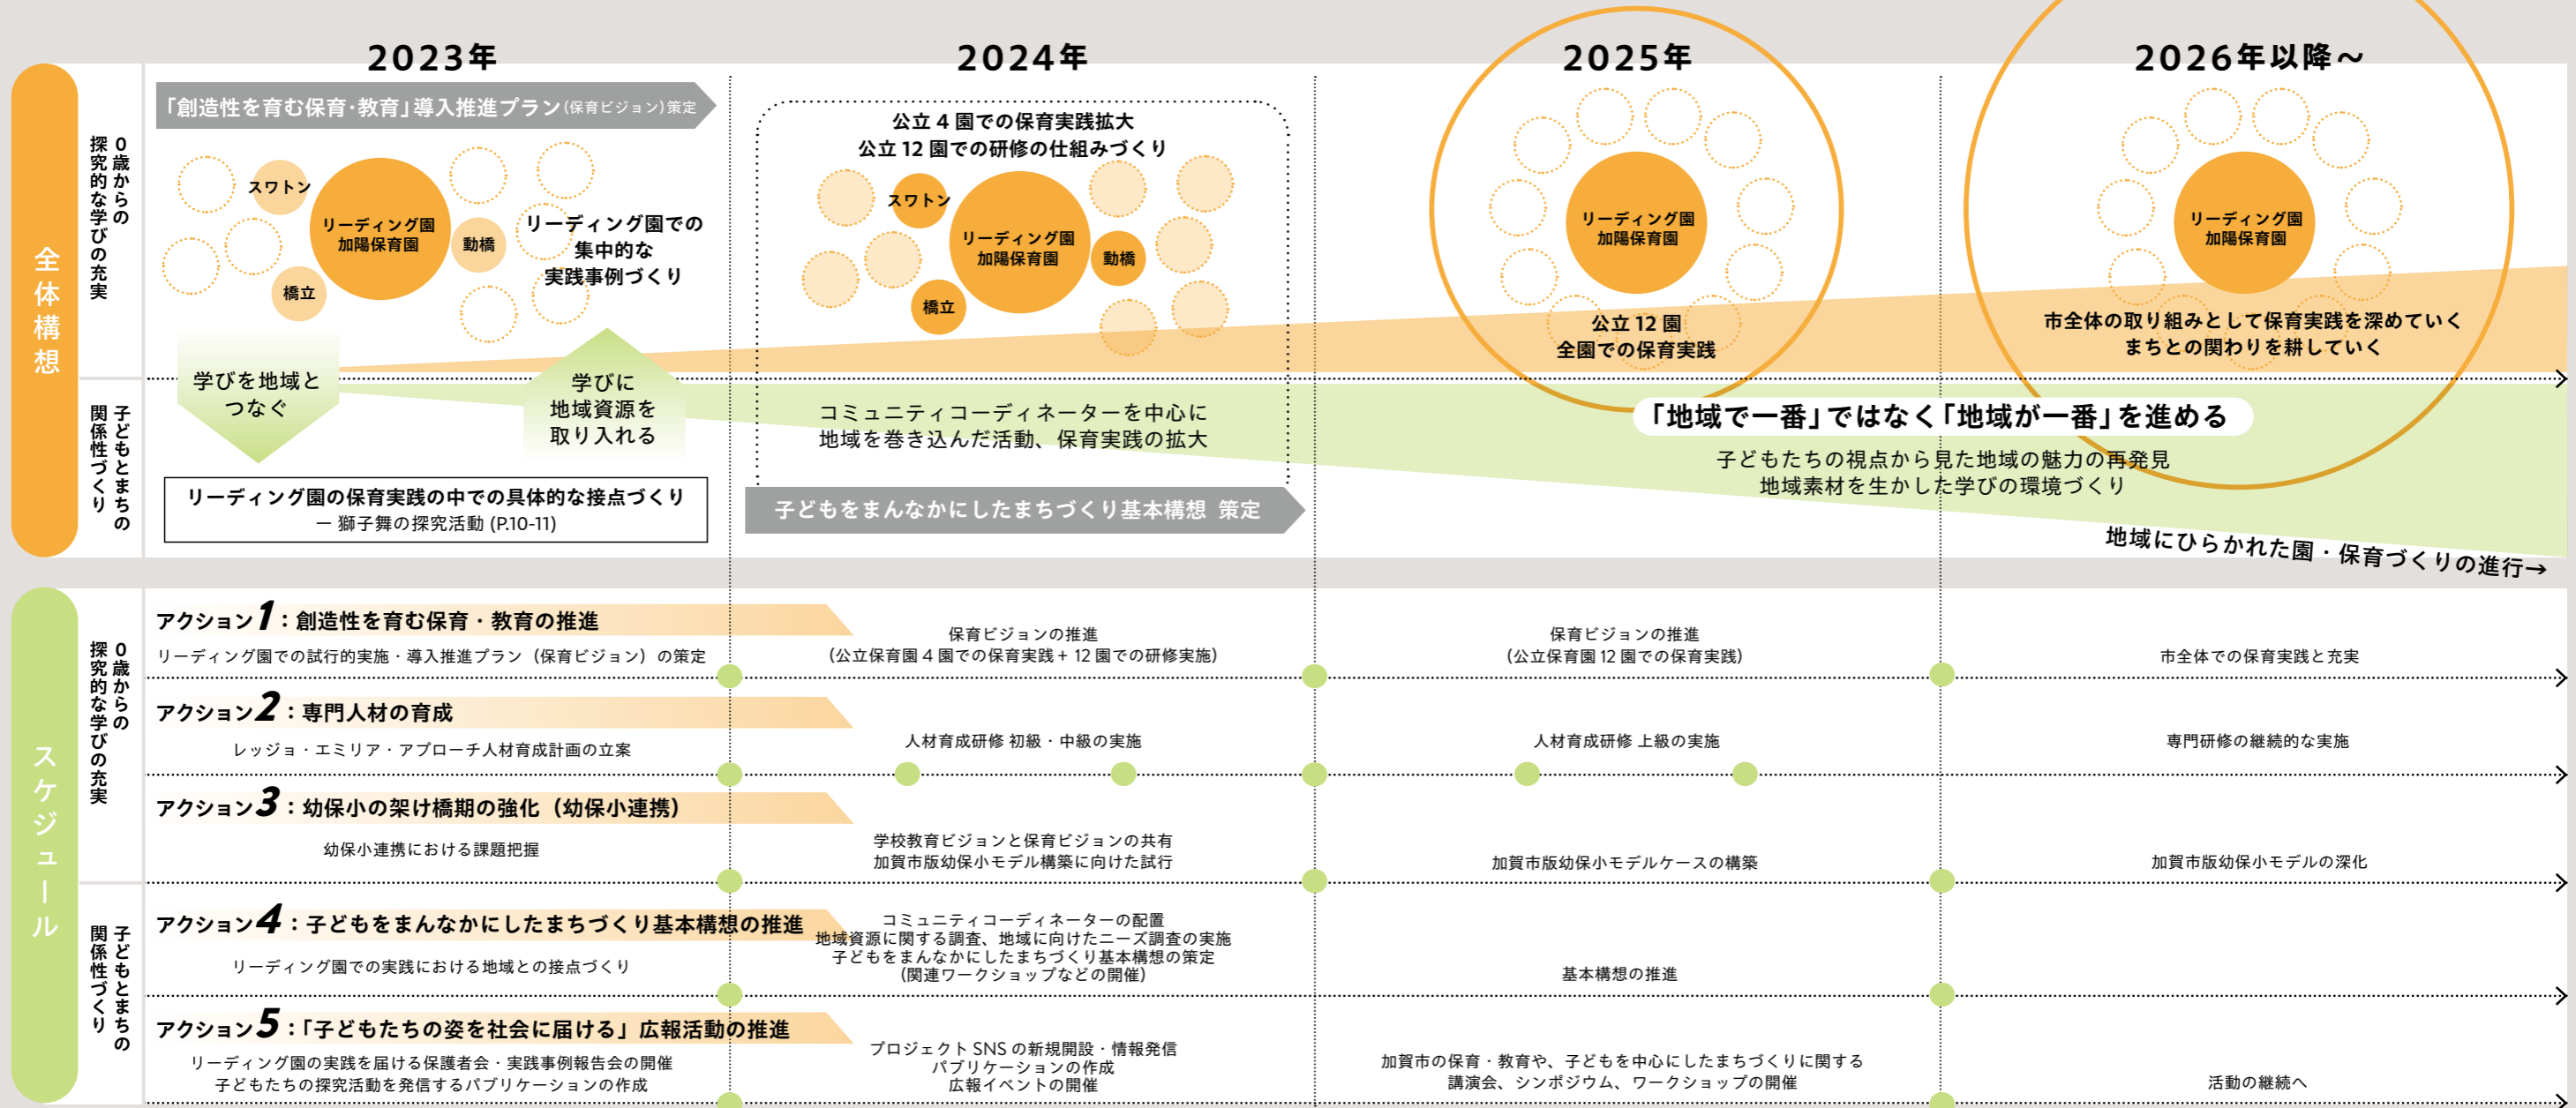 2023年
2024年
2025年
2026年以降～
全体構想
0歳からの
探究的な学びの充実
「創造性を育む保育・教育」導入推進プラン(保育ビジョン)策定
スワトン
リーディング園
加陽保育園
動橋
橋立
リーディング園での
集中的な
実践事例づくり
公立4園での保育実践拡大
公立12園での研修の仕組みづくり
スワトン
リーディング園
加陽保育園
動橋
橋立
リーディング園
加陽保育園
公立12園
全園での保育実践
リーディング園
加陽保育園
市全体の取り組みとして保育実践を深めていく
まちとの関わりを耕していく
子どもとまちの
関係性づくり
学びを地域と
つなぐ
学びに
地域資源を
取り入れる
リーディング園の保育実践の中での具体的な接点づくり
ー 獅子舞の探究活動 (P.10-11)
コミュニティコーディネーターを中心に
地域を巻き込んだ活動、保育実践の拡大
子どもをまんなかにしたまちづくり基本構想 策定
「地域で一番」ではなく「地域が一番」を進める
子どもたちの視点から見た地域の魅力の再発見
地域素材を生かした学びの環境づくり
地域にひらかれた園・保育づくりの進行→
スケジュール
0歳からの
探究的な学びの充実
アクション1：創造性を育む保育・教育の推進
リーディング園での試行的実施・導入推進プラン（保育ビジョン）の策定
保育ビジョンの推進
(公立保育園4園での保育実践+12園での研修実施)
保育ビジョンの推進
(公立保育園12園での保育実践)
市全体での保育実践と充実
アクション2：専門人材の育成
レッジョ・エミリア・アプローチ人材育成計画の立案
人材育成研修 初級・中級の実施
人材育成研修 上級の実施
専門研修の継続的な実施
アクション3：幼保小の架け橋期の強化（幼保小連携）
幼保小連携における課題把握
学校教育ビジョンと保育ビジョンの共有
加賀市版幼保小モデル構築に向けた試行
加賀市版幼保小モデルケースの構築
加賀市版幼保小モデルの深化
子どもとまちの
関係性づくり
アクション4：子どもをまんなかにしたまちづくり基本構想の推進
リーディング園での実践における地域との接点づくり
コミュニティコーディネーターの配置
地域資源に関する調査、地域に向けたニーズ調査の実施
子どもをまんなかにしたまちづくり基本構想の策定
(関連ワークショップなどの開催)
基本構想の推進
アクション5：「子どもたちの姿を社会に届ける」広報活動の推進
リーディング園の実践を届ける保護者会・実践事例報告会の開催
子どもたちの探究活動を発信するパブリケーションの作成
プロジェクトSNSの新規開設・情報発信
パブリケーションの作成
広報イベントの開催
加賀市の保育・教育や、子どもを中心にしたまちづくりに関する
講演会、シンポジウム、ワークショップの開催
活動の継続へ